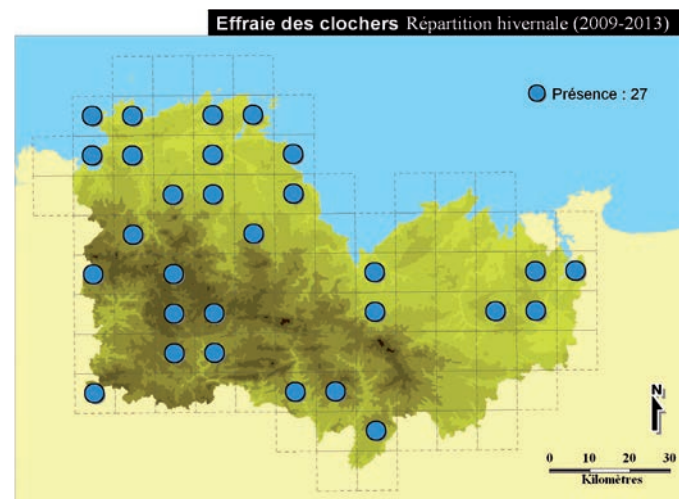 Effraie des clochers Répartition hivernale (2009-2013)
Présence : 27
N
0 10 20 30
Kilomètres